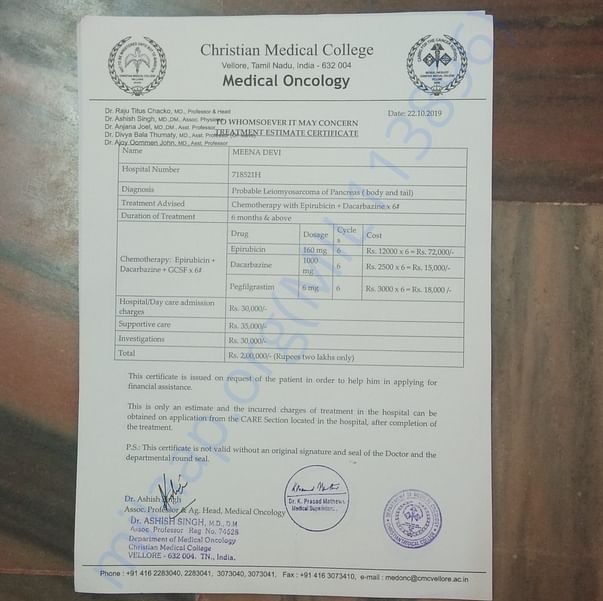 Christian Medical College
Vellore, Tamil Nadu, India - 632 004
Medical Oncology
Dr. Raju Titus Chacko, MD., Professor & Head
Dr. Ashish Singh, MD.,DM., Assoc. Physician
Dr. Anjana Joel, MD.,DM., Asst. Professor
Dr. Divya Bala Thumaty, MD., Asst. Professor
Dr. Ajoy Oommen John, MD., Asst. Professor
Date: 22.10.2019
TO WHOMSOEVER IT MAY CONCERN
TREATMENT ESTIMATE CERTIFICATE
Name MEENA DEVI
Hospital Number 718521H
Diagnosis Probable Leiomyosarcoma of Pancreas ( body and tail)
Treatment Advised Chemotherapy with Epirubicin + Dacarbazine x 6#
Duration of Treatment 6 months & above
Chemotherapy: Epirubicin + Dacarbazine + GCSF x 6#
Drug Dosage Cycles Cost
Epirubicin 160 mg 6 Rs. 12000 x 6 = Rs. 72,000/-
Dacarbazine 1000 mg 6 Rs. 2500 x 6 = Rs. 15,000/-
Pegfilgrastim 6 mg 6 Rs. 3000 x 6 = Rs. 18,000 /-
Hospital/Day care admission charges Rs. 30,000/-
Supportive care Rs. 35,000/-
Investigations Rs. 30,000/-
Total Rs. 2,00,000/- (Rupees two lakhs only)
This certificate is issued on request of the patient in order to help him in applying for
financial assistance.
This is only an estimate and the incurred charges of treatment in the hospital can be
obtained on application from the CARE Section located in the hospital, after completion of
the treatment.
P.S.: This certificate is not valid without an original signature and seal of the Doctor and the
departmental round seal.
Dr. Ashish Singh
Assoc. Professor & Ag. Head, Medical Oncology
Dr. ASHISH SINGH, M.D., D.M
Assoc Professor Reg No. 74628
Department of Medical Oncology
Christian Medical College
VELLORE - 632 004. TN., India.
Dr. K. Prasad Mathews
Medical Superintendent
Phone : +91 416 2283040, 2283041, 3073040, 3073041, Fax : +91 416 3073410, e-mail : medonc@cmcvellore.ac.in